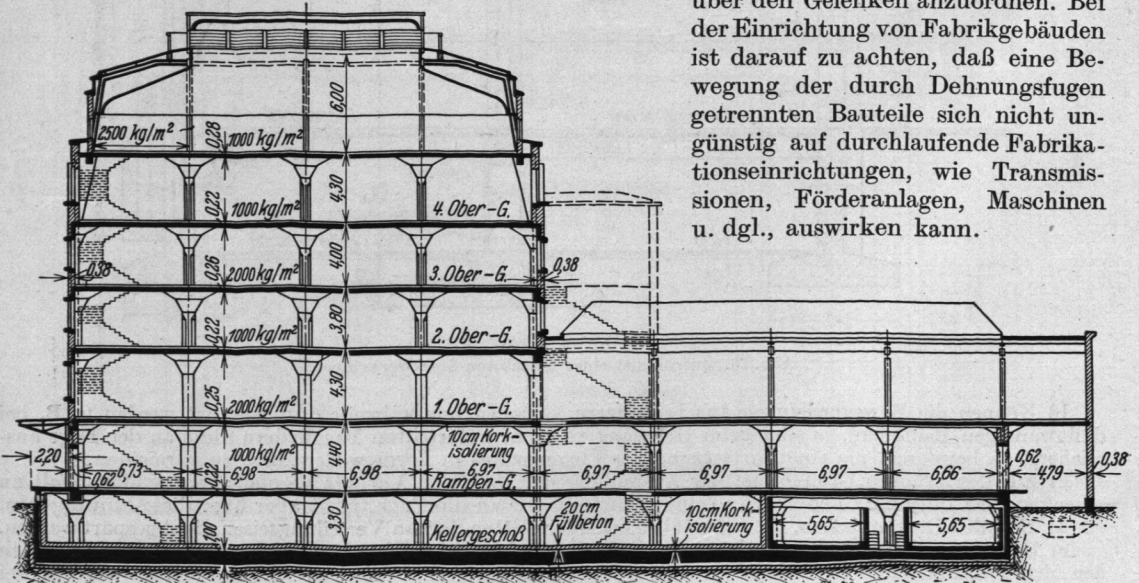 über den Gelenken anzuordnen. Bei
der Einrichtung von Fabrikgebäuden
ist darauf zu achten, daß eine Be-
wegung der durch Dehnungsfugen
getrennten Bauteile sich nicht un-
günstig auf durchlaufende Fabrika-
tionseinrichtungen, wie Transmis-
sionen, Förderanlagen, Maschinen
u. dgl., auswirken kann.
6,00
2500 kg/m² 0,28 1000 kg/m²
4,30
0,22 1000 kg/m² 4. Ober-G.
4,00
0,38 0,26 2000 kg/m² 3. Ober-G. 0,38
3,80
0,22 1000 kg/m² 2. Ober-G.
4,30
0,25 2000 kg/m² 1. Ober-G.
10 cm Kork-
isolierung
2,20 0,62 6,73 0,22 1000 kg/m² 6,98 4,40 6,98 6,97 6,97 6,97 6,97 6,66 0,62 4,79 0,38
Rampen-G.
3,90
20 cm
Füllbeton
10 cm Kork-
isolierung
5,65 5,65
1,00 Kellergeschoß